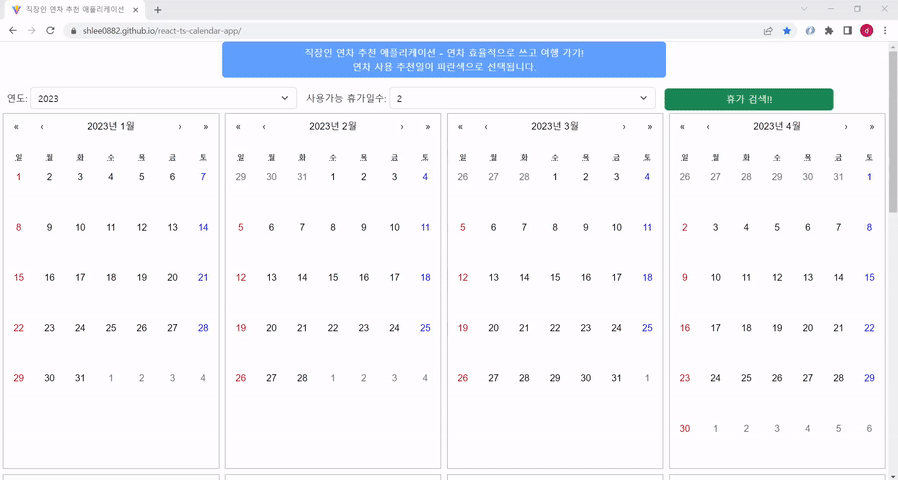 직장인 연차 추천 애플리케이션
shlee0882.github.io/react-ts-calendar-app/
d
직장인 연차 추천 애플리케이션 - 연차 효율적으로 쓰고 여행 가기!
연차 사용 추천일이 파란색으로 선택됩니다.
연도: 2023 사용가능 휴가일수: 2 휴가 검색!!
« ‹ 2023년 1월 › »
일 월 화 수 목 금 토
1 2 3 4 5 6 7
8 9 10 11 12 13 14
15 16 17 18 19 20 21
22 23 24 25 26 27 28
29 30 31 1 2 3 4
« ‹ 2023년 2월 › »
일 월 화 수 목 금 토
29 30 31 1 2 3 4
5 6 7 8 9 10 11
12 13 14 15 16 17 18
19 20 21 22 23 24 25
26 27 28 1 2 3 4
« ‹ 2023년 3월 › »
일 월 화 수 목 금 토
26 27 28 1 2 3 4
5 6 7 8 9 10 11
12 13 14 15 16 17 18
19 20 21 22 23 24 25
26 27 28 29 30 31 1
« ‹ 2023년 4월 › »
일 월 화 수 목 금 토
26 27 28 29 30 31 1
2 3 4 5 6 7 8
9 10 11 12 13 14 15
16 17 18 19 20 21 22
23 24 25 26 27 28 29
30 1 2 3 4 5 6